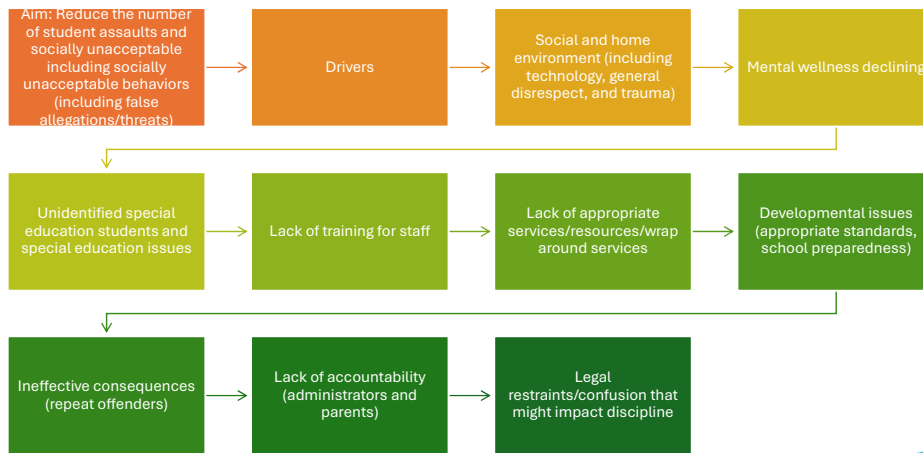 Aim: Reduce the number
of student assaults and
socially unacceptable
including socially
unacceptable behaviors
(including false
allegations/threats)
Drivers
Social and home
environment (including
technology, general
disrespect, and trauma)
Mental wellness declining
Unidentified special
education students and
special education issues
Lack of training for staff
Lack of appropriate
services/resources/wrap
around services
Developmental issues
(appropriate standards,
school preparedness)
Ineffective consequences
(repeat offenders)
Lack of accountability
(administrators and
parents)
Legal
restraints/confusion that
might impact discipline